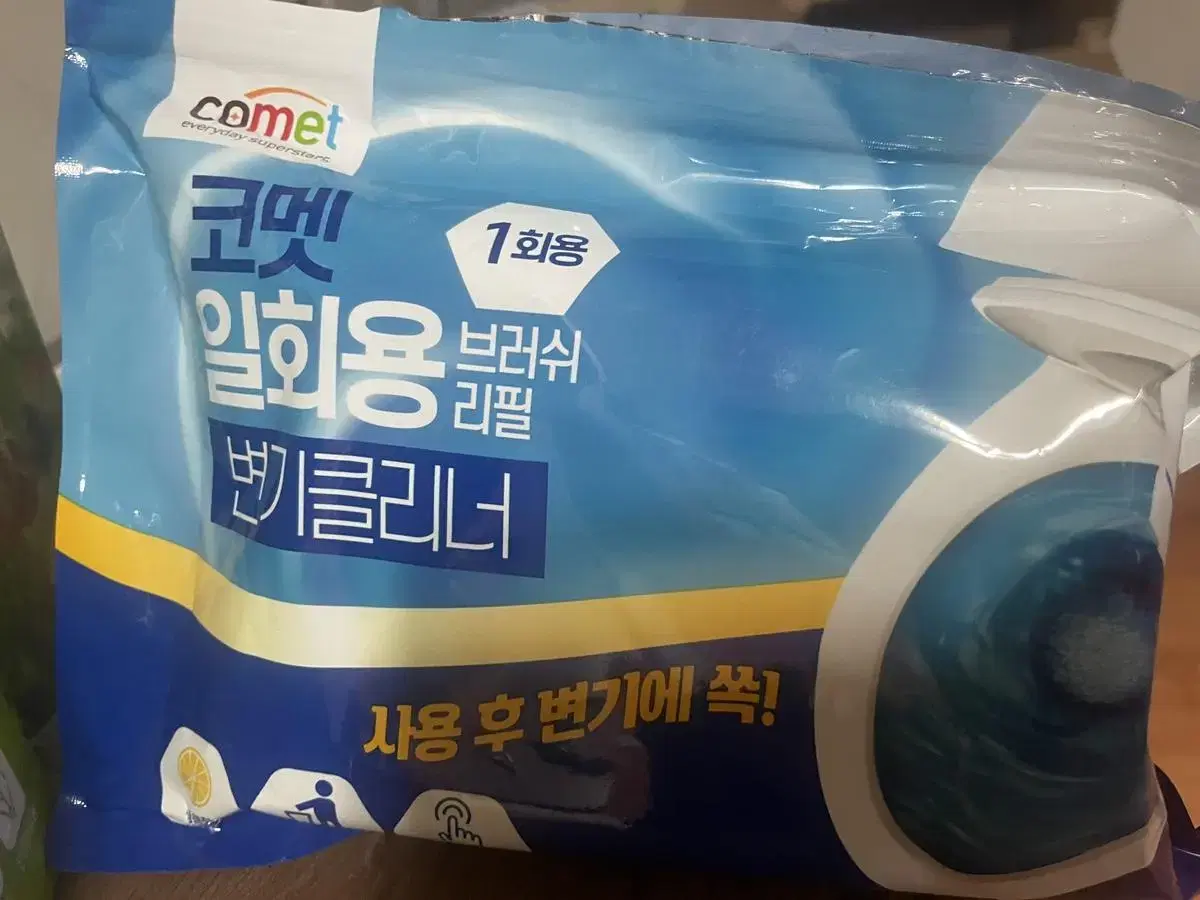 comet
everyday superstars
코멧
1회용
일회용
브러쉬
리필
변기클리너
사용 후 변기에 쏙!